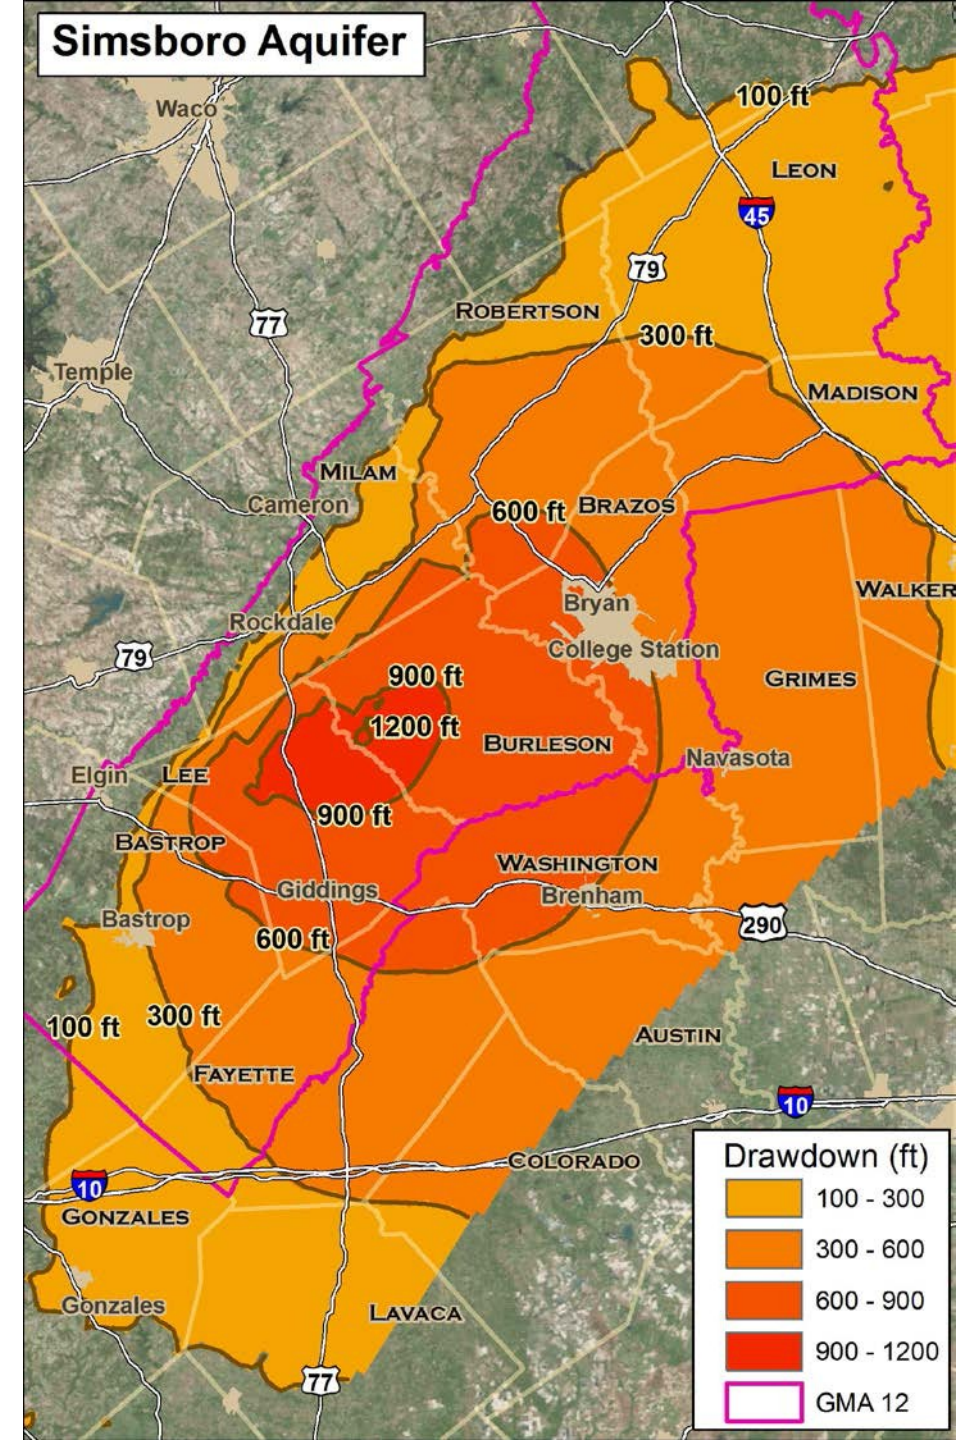 Simsboro Aquifer
Waco
100 ft
LEON
45
79
ROBERTSON
77
300 ft
Temple
MADISON
MILAM
Cameron
600 ft
BRAZOS
WALKER
Bryan
Rockdale
College Station
79
900 ft
GRIMES
1200 ft
BURLESON
Navasota
Elgin
LEE
900 ft
BASTROP
WASHINGTON
Giddings
Brenham
Bastrop
290
600 ft
100 ft
300 ft
AUSTIN
FAYETTE
10
COLORADO
10
GONZALES
Gonzales
LAVACA
77
Drawdown (ft)
100 - 300
300 - 600
600 - 900
900 - 1200
GMA 12